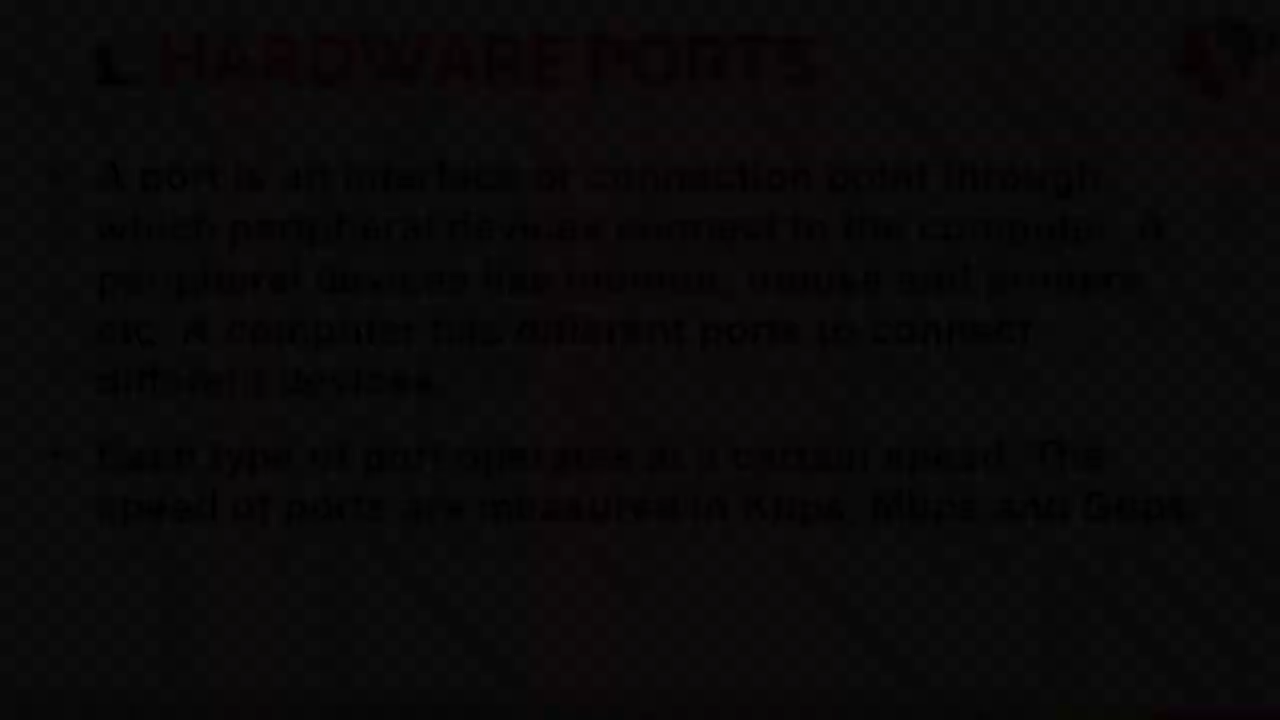 L HARDWARE PORTS
A port is an interface or connection point through
which peripheral devices connect to the computer. A
peripheral devices like monitor, mouse and printers
etc. A computer has different ports to connect
different devices.
Each type of port operates at a certain speed. The
speed of ports are measured in Kbps, Mbps and Gbps.